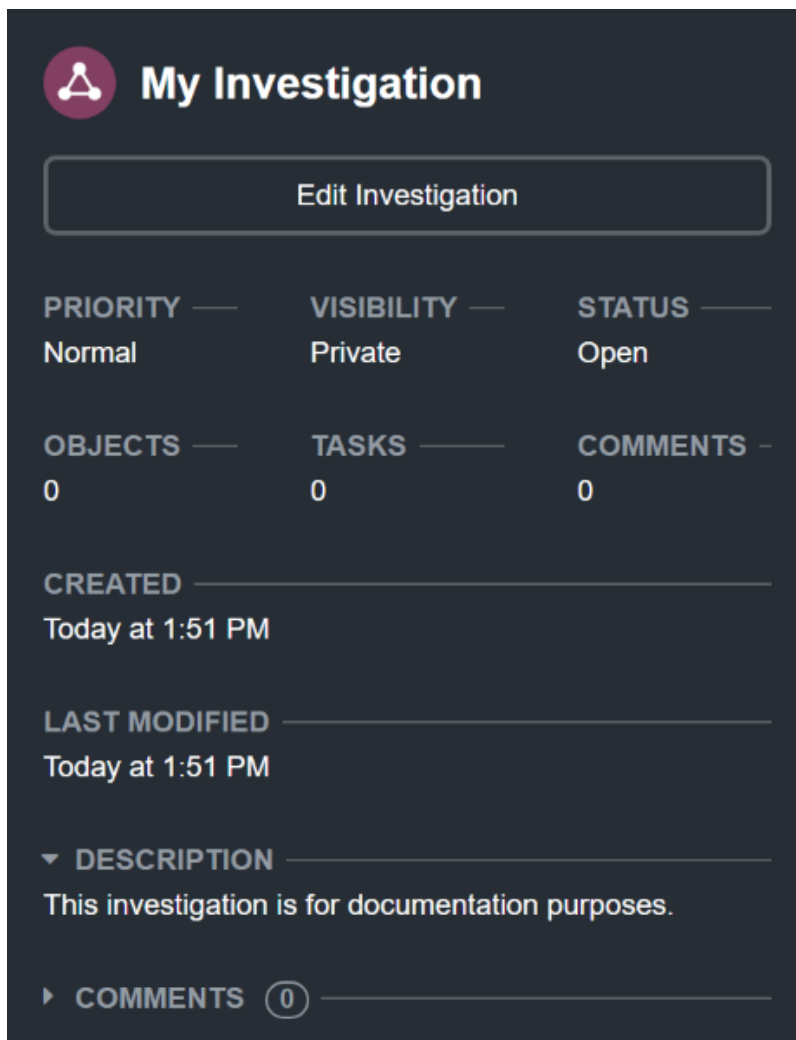 My Investigation
Edit Investigation
PRIORITY VISIBILITY STATUS
Normal Private Open
OBJECTS TASKS COMMENTS
0 0 0
CREATED
Today at 1:51 PM
LAST MODIFIED
Today at 1:51 PM
DESCRIPTION
This investigation is for documentation purposes.
COMMENTS 0